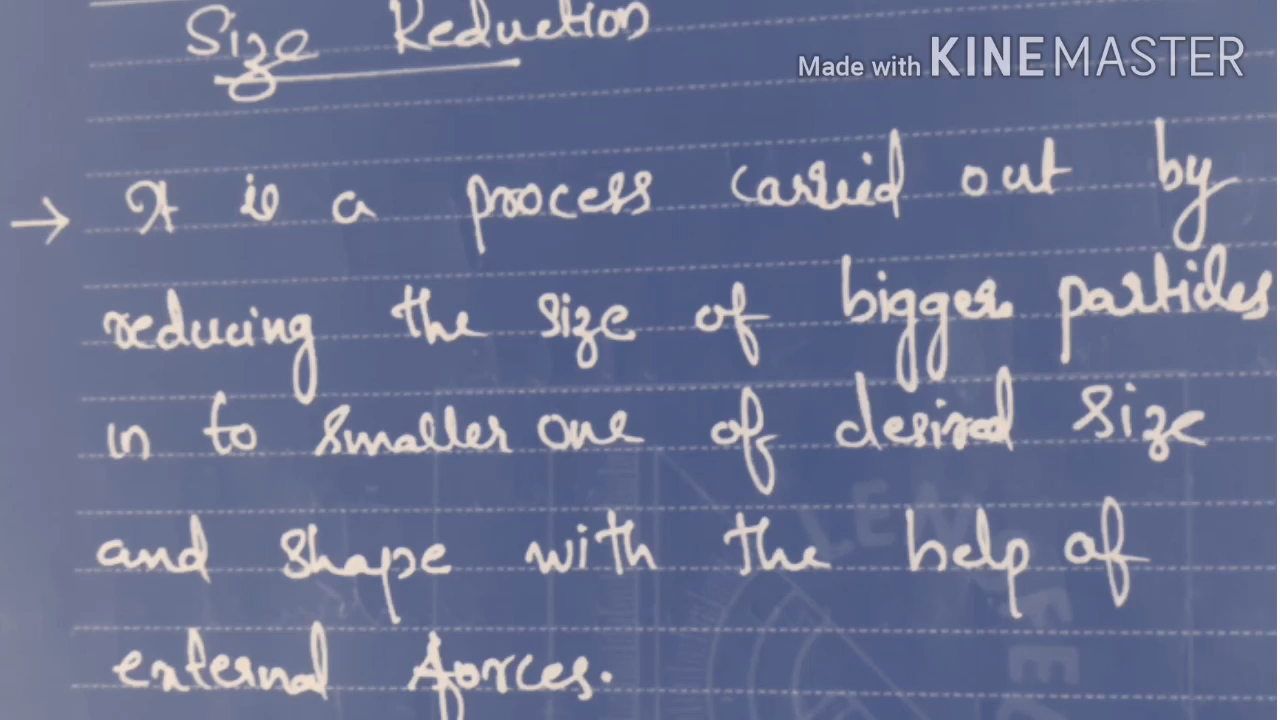 Size Reduction
Made with KINEMASTER
→ It is a process carried out by
reducing the size of bigger particles
in to smaller one of desired size
and shape with the help of
external forces.